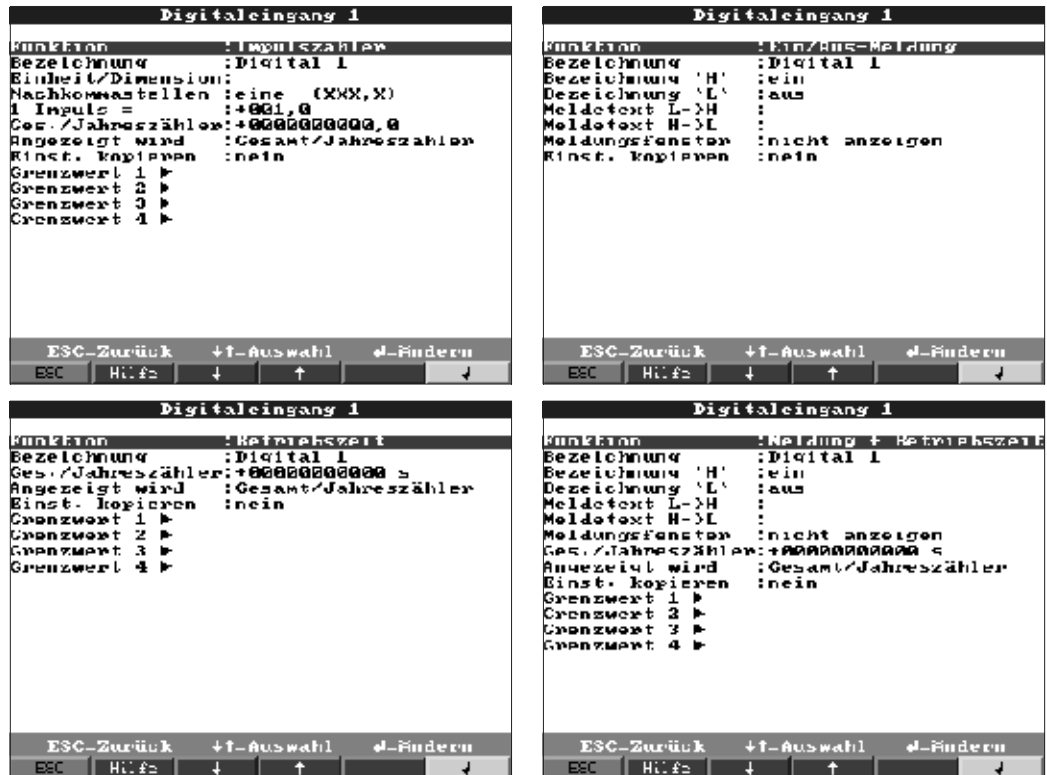 Digitaleingang 1
Funktion :Impulszähler
Bezeichnung :Digital 1
Einheit/Dimension:
Nachkommastellen :eine (XXX,X)
1 Impuls = :+001,0
Ges./Jahreszähler:+0000000000,0
Angezeigt wird :Gesamt/Jahreszähler
Einst. kopieren :nein
Grenzwert 1 ►
Grenzwert 2 ►
Grenzwert 3 ►
Grenzwert 4 ►
ESC-Zurück ↓↑-Auswahl ↲-Ändern
ESC Hilfe ↓ ↑ ↲
Digitaleingang 1
Funktion :Ein/Aus-Meldung
Bezeichnung :Digital 1
Bezeichnung 'H' :ein
Bezeichnung 'L' :aus
Meldetext L->H :
Meldetext H->L :
Meldungsfenster :nicht anzeigen
Einst. kopieren :nein
ESC-Zurück ↓↑-Auswahl ↲-Ändern
ESC Hilfe ↓ ↑ ↲
Digitaleingang 1
Funktion :Betriebszeit
Bezeichnung :Digital 1
Ges./Jahreszähler:+00000000000 s
Angezeigt wird :Gesamt/Jahreszähler
Einst. kopieren :nein
Grenzwert 1 ►
Grenzwert 2 ►
Grenzwert 3 ►
Grenzwert 4 ►
ESC-Zurück ↓↑-Auswahl ↲-Ändern
ESC Hilfe ↓ ↑ ↲
Digitaleingang 1
Funktion :Meldung + Betriebszeit
Bezeichnung :Digital 1
Bezeichnung 'H' :ein
Bezeichnung 'L' :aus
Meldetext L->H :
Meldetext H->L :
Meldungsfenster :nicht anzeigen
Ges./Jahreszähler:+00000000000 s
Angezeigt wird :Gesamt/Jahreszähler
Einst. kopieren :nein
Grenzwert 1 ►
Grenzwert 2 ►
Grenzwert 3 ►
Grenzwert 4 ►
ESC-Zurück ↓↑-Auswahl ↲-Ändern
ESC Hilfe ↓ ↑ ↲